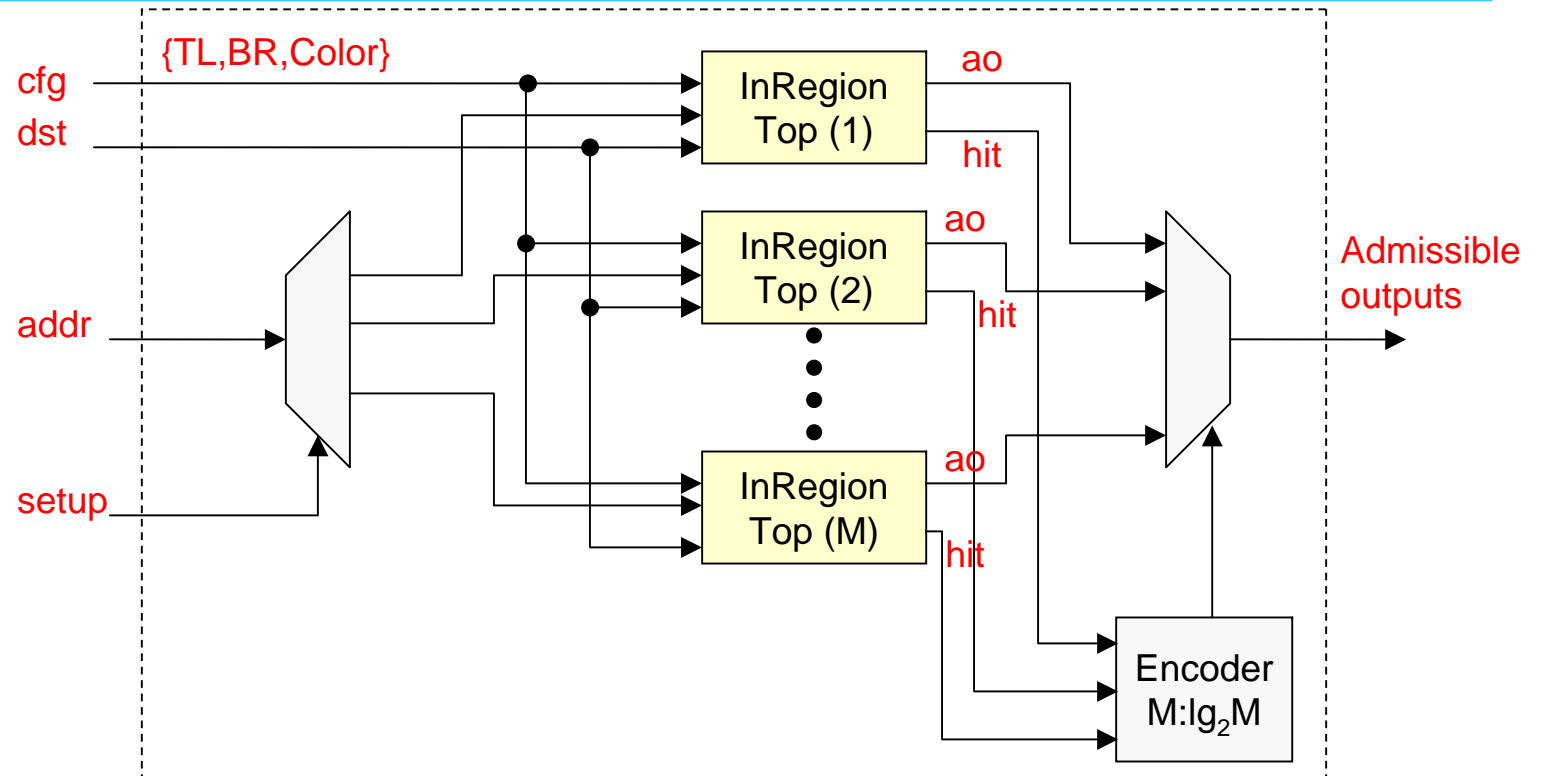 {TL,BR,Color}
cfg
dst
addr
setup
InRegion
Top (1)
ao
hit
InRegion
Top (2)
ao
hit
InRegion
Top (M)
ao
hit
Encoder
M:lg₂M
Admissible
outputs